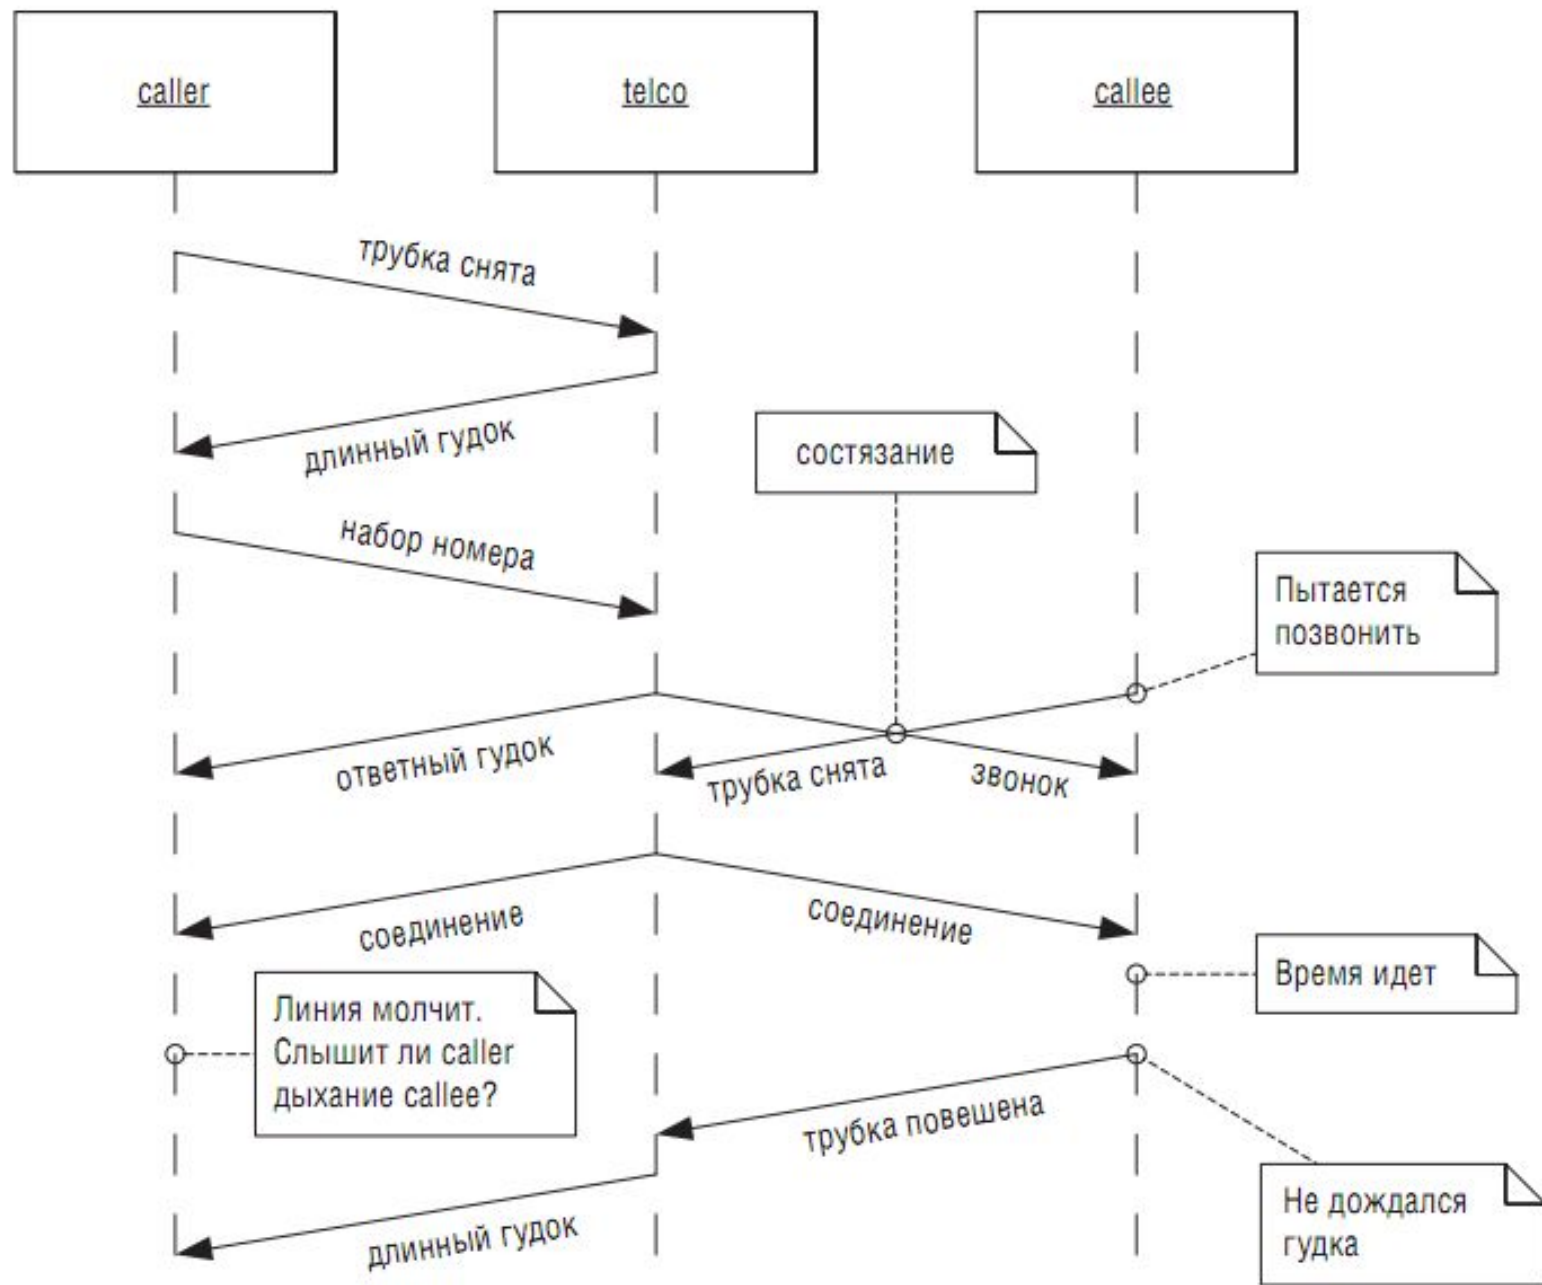 caller
telco
callee
трубка снята
длинный гудок
состязание
набор номера
Пытается
позвонить
ответный гудок
трубка снята
звонок
соединение
соединение
Время идет
Линия молчит.
Слышит ли caller
дыхание callee?
трубка повешена
Не дождался
гудка
длинный гудок